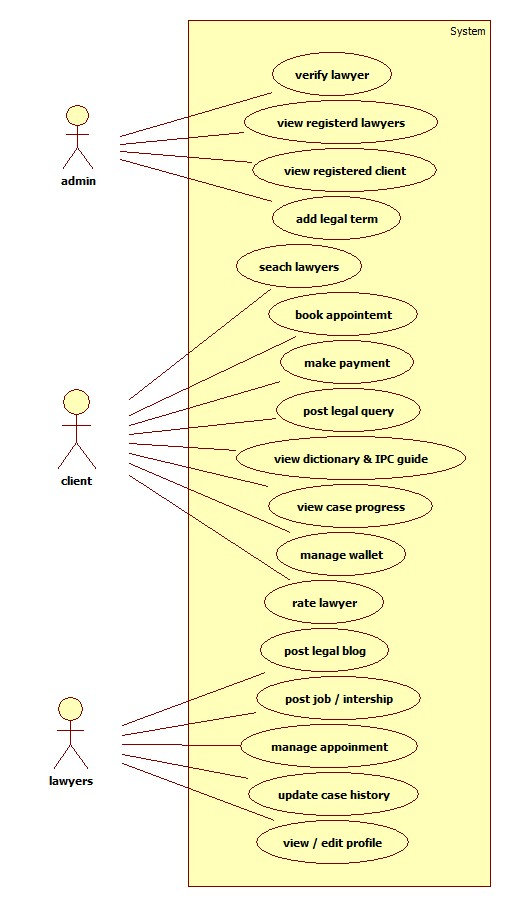 System
verify lawyer
view registerd lawyers
view registered client
add legal term
admin
seach lawyers
book appointemt
make payment
post legal query
view dictionary & IPC guide
view case progress
manage wallet
rate lawyer
client
post legal blog
post job / intership
manage appoinment
update case history
view / edit profile
lawyers